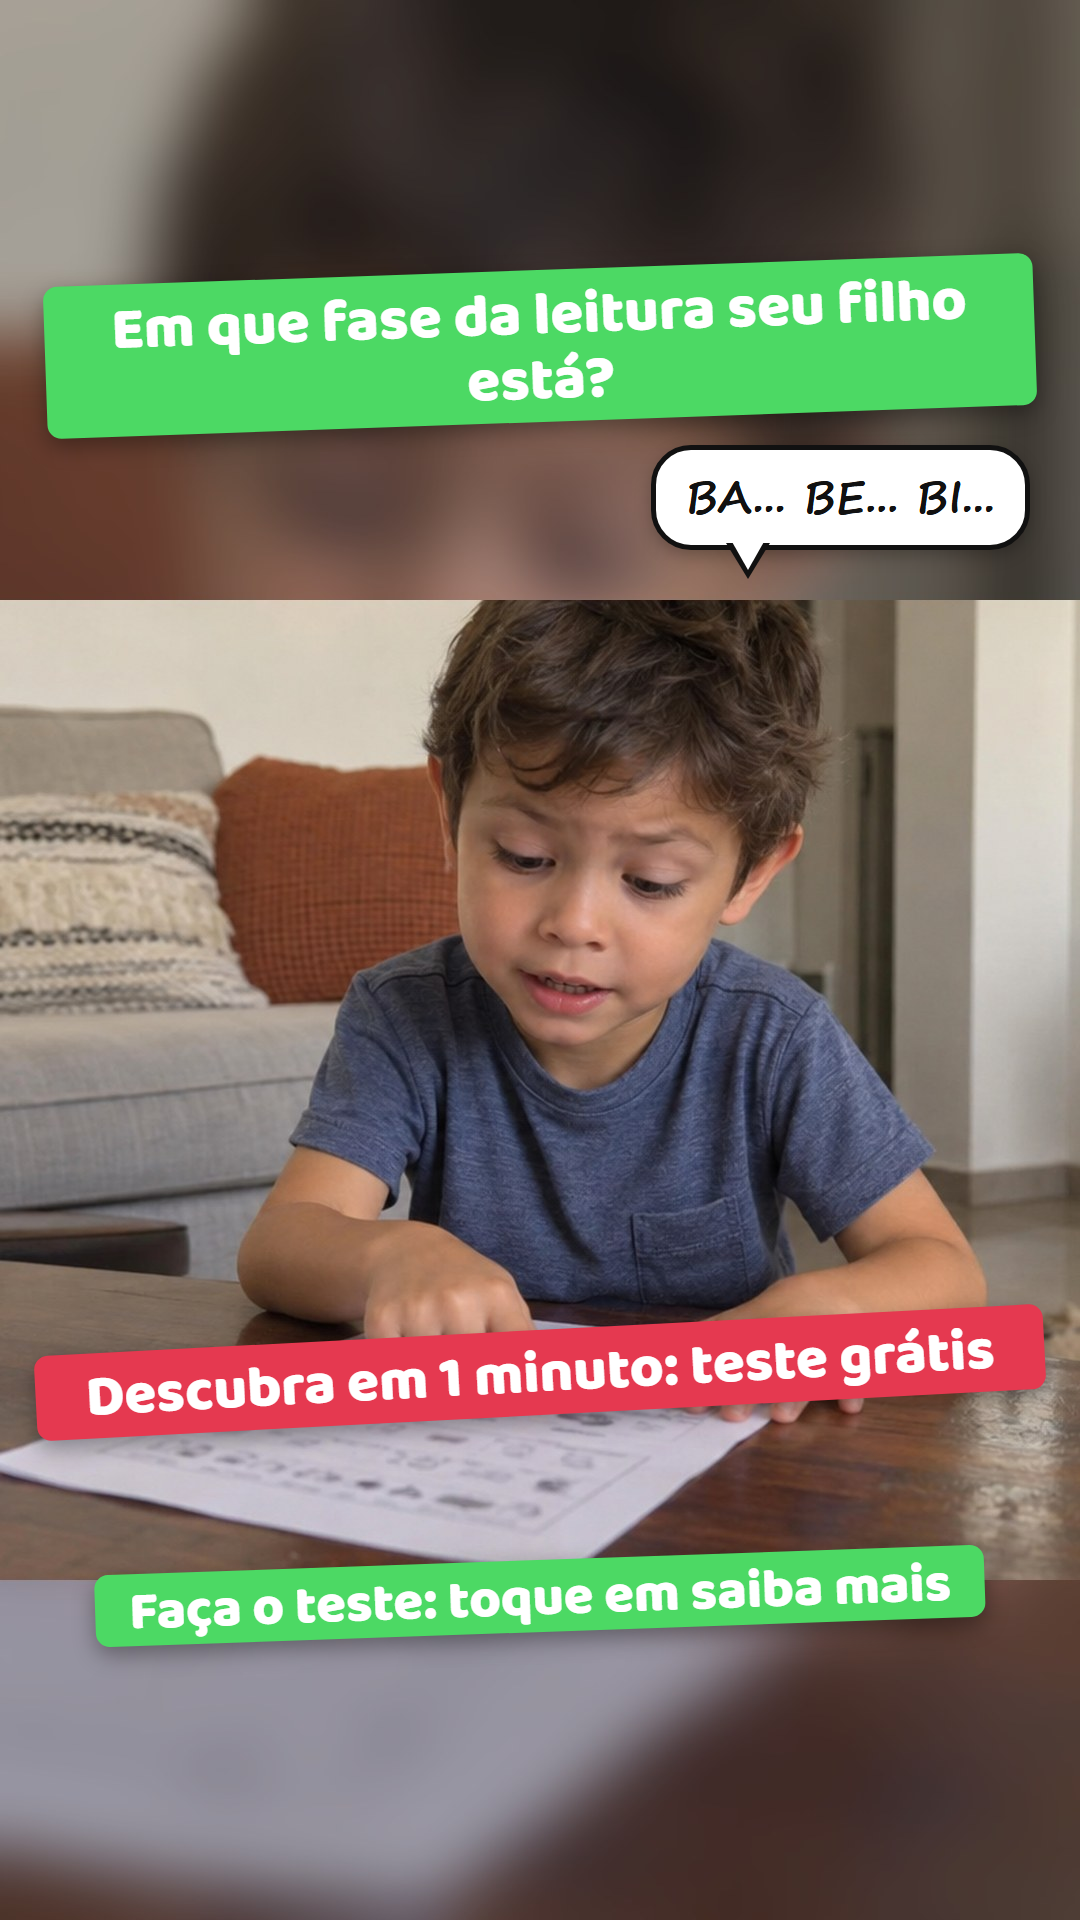 Em que fase da leitura seu filho
está?
BA... BE... BI...
Descubra em 1 minuto: teste grátis
Faça o teste: toque em saiba mais